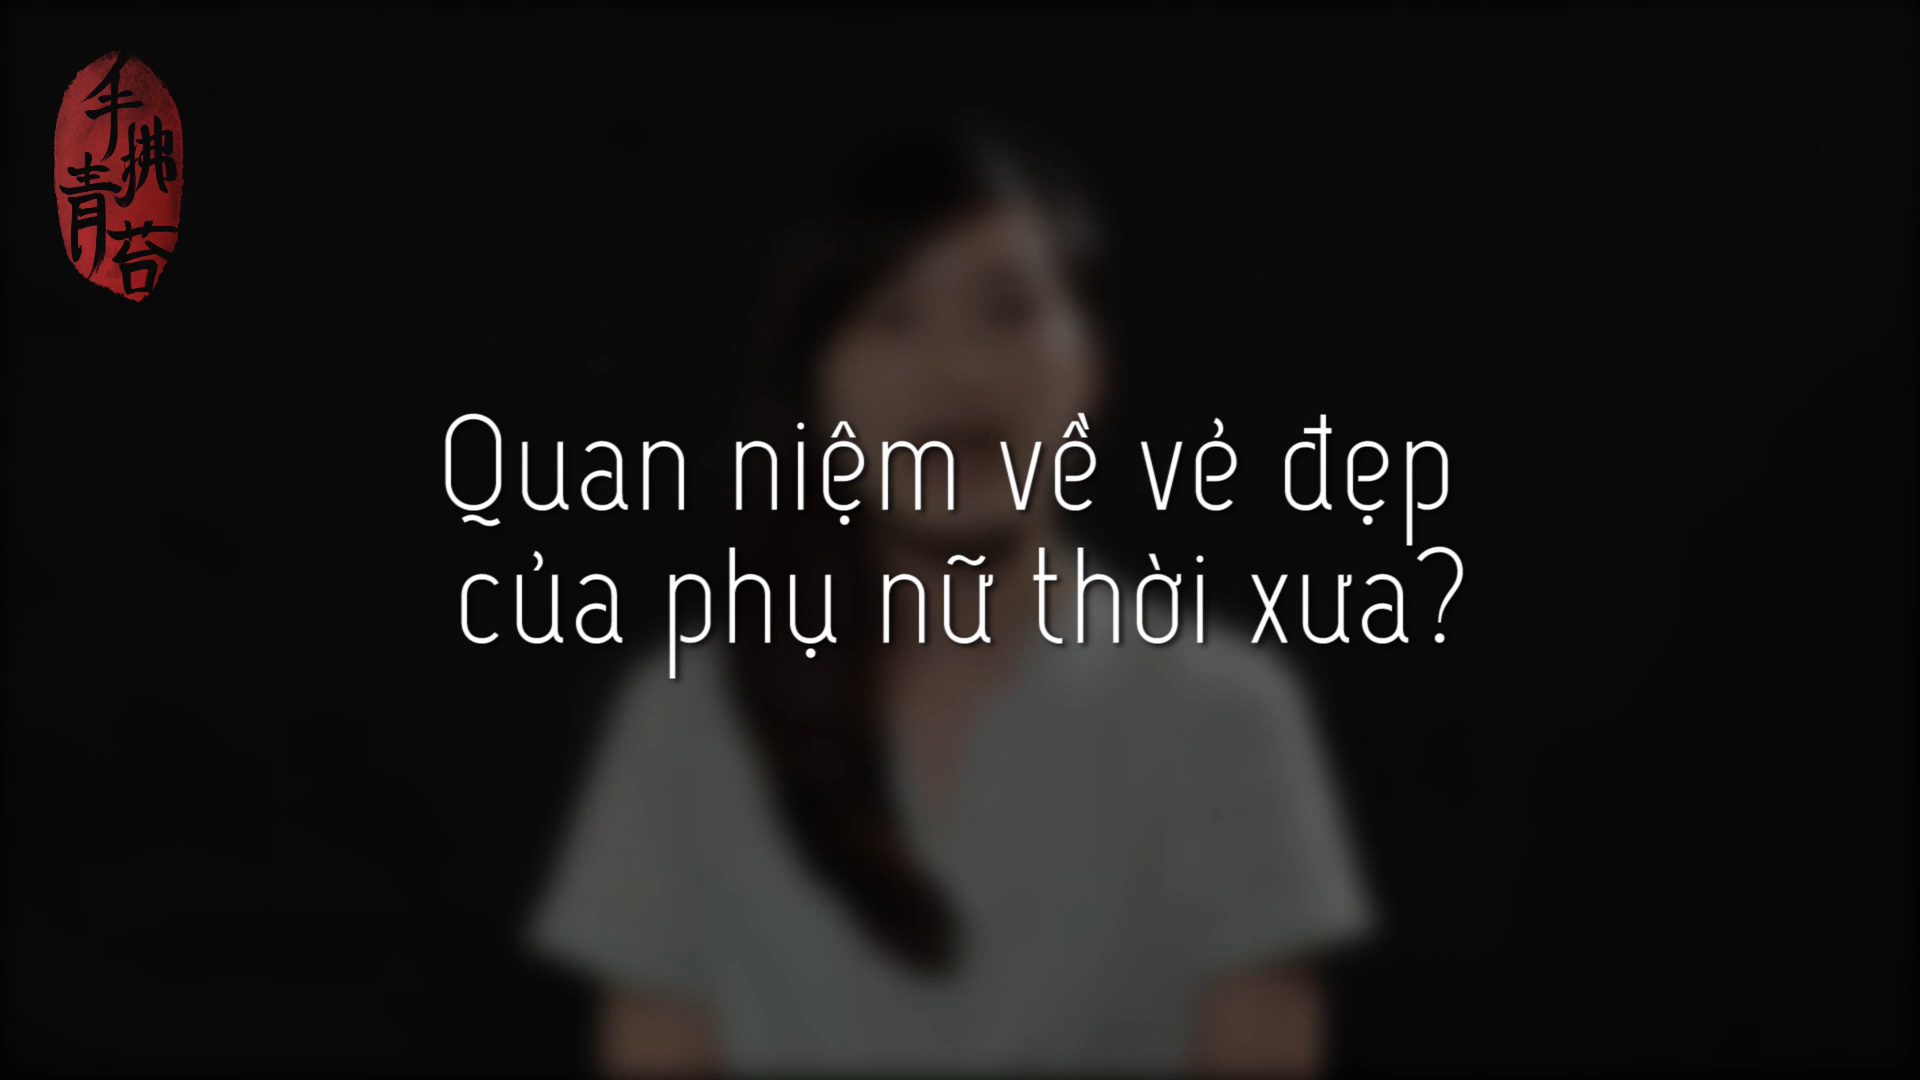 手拂
青苔
Quan niệm về vẻ đẹp
của phụ nữ thời xưa?